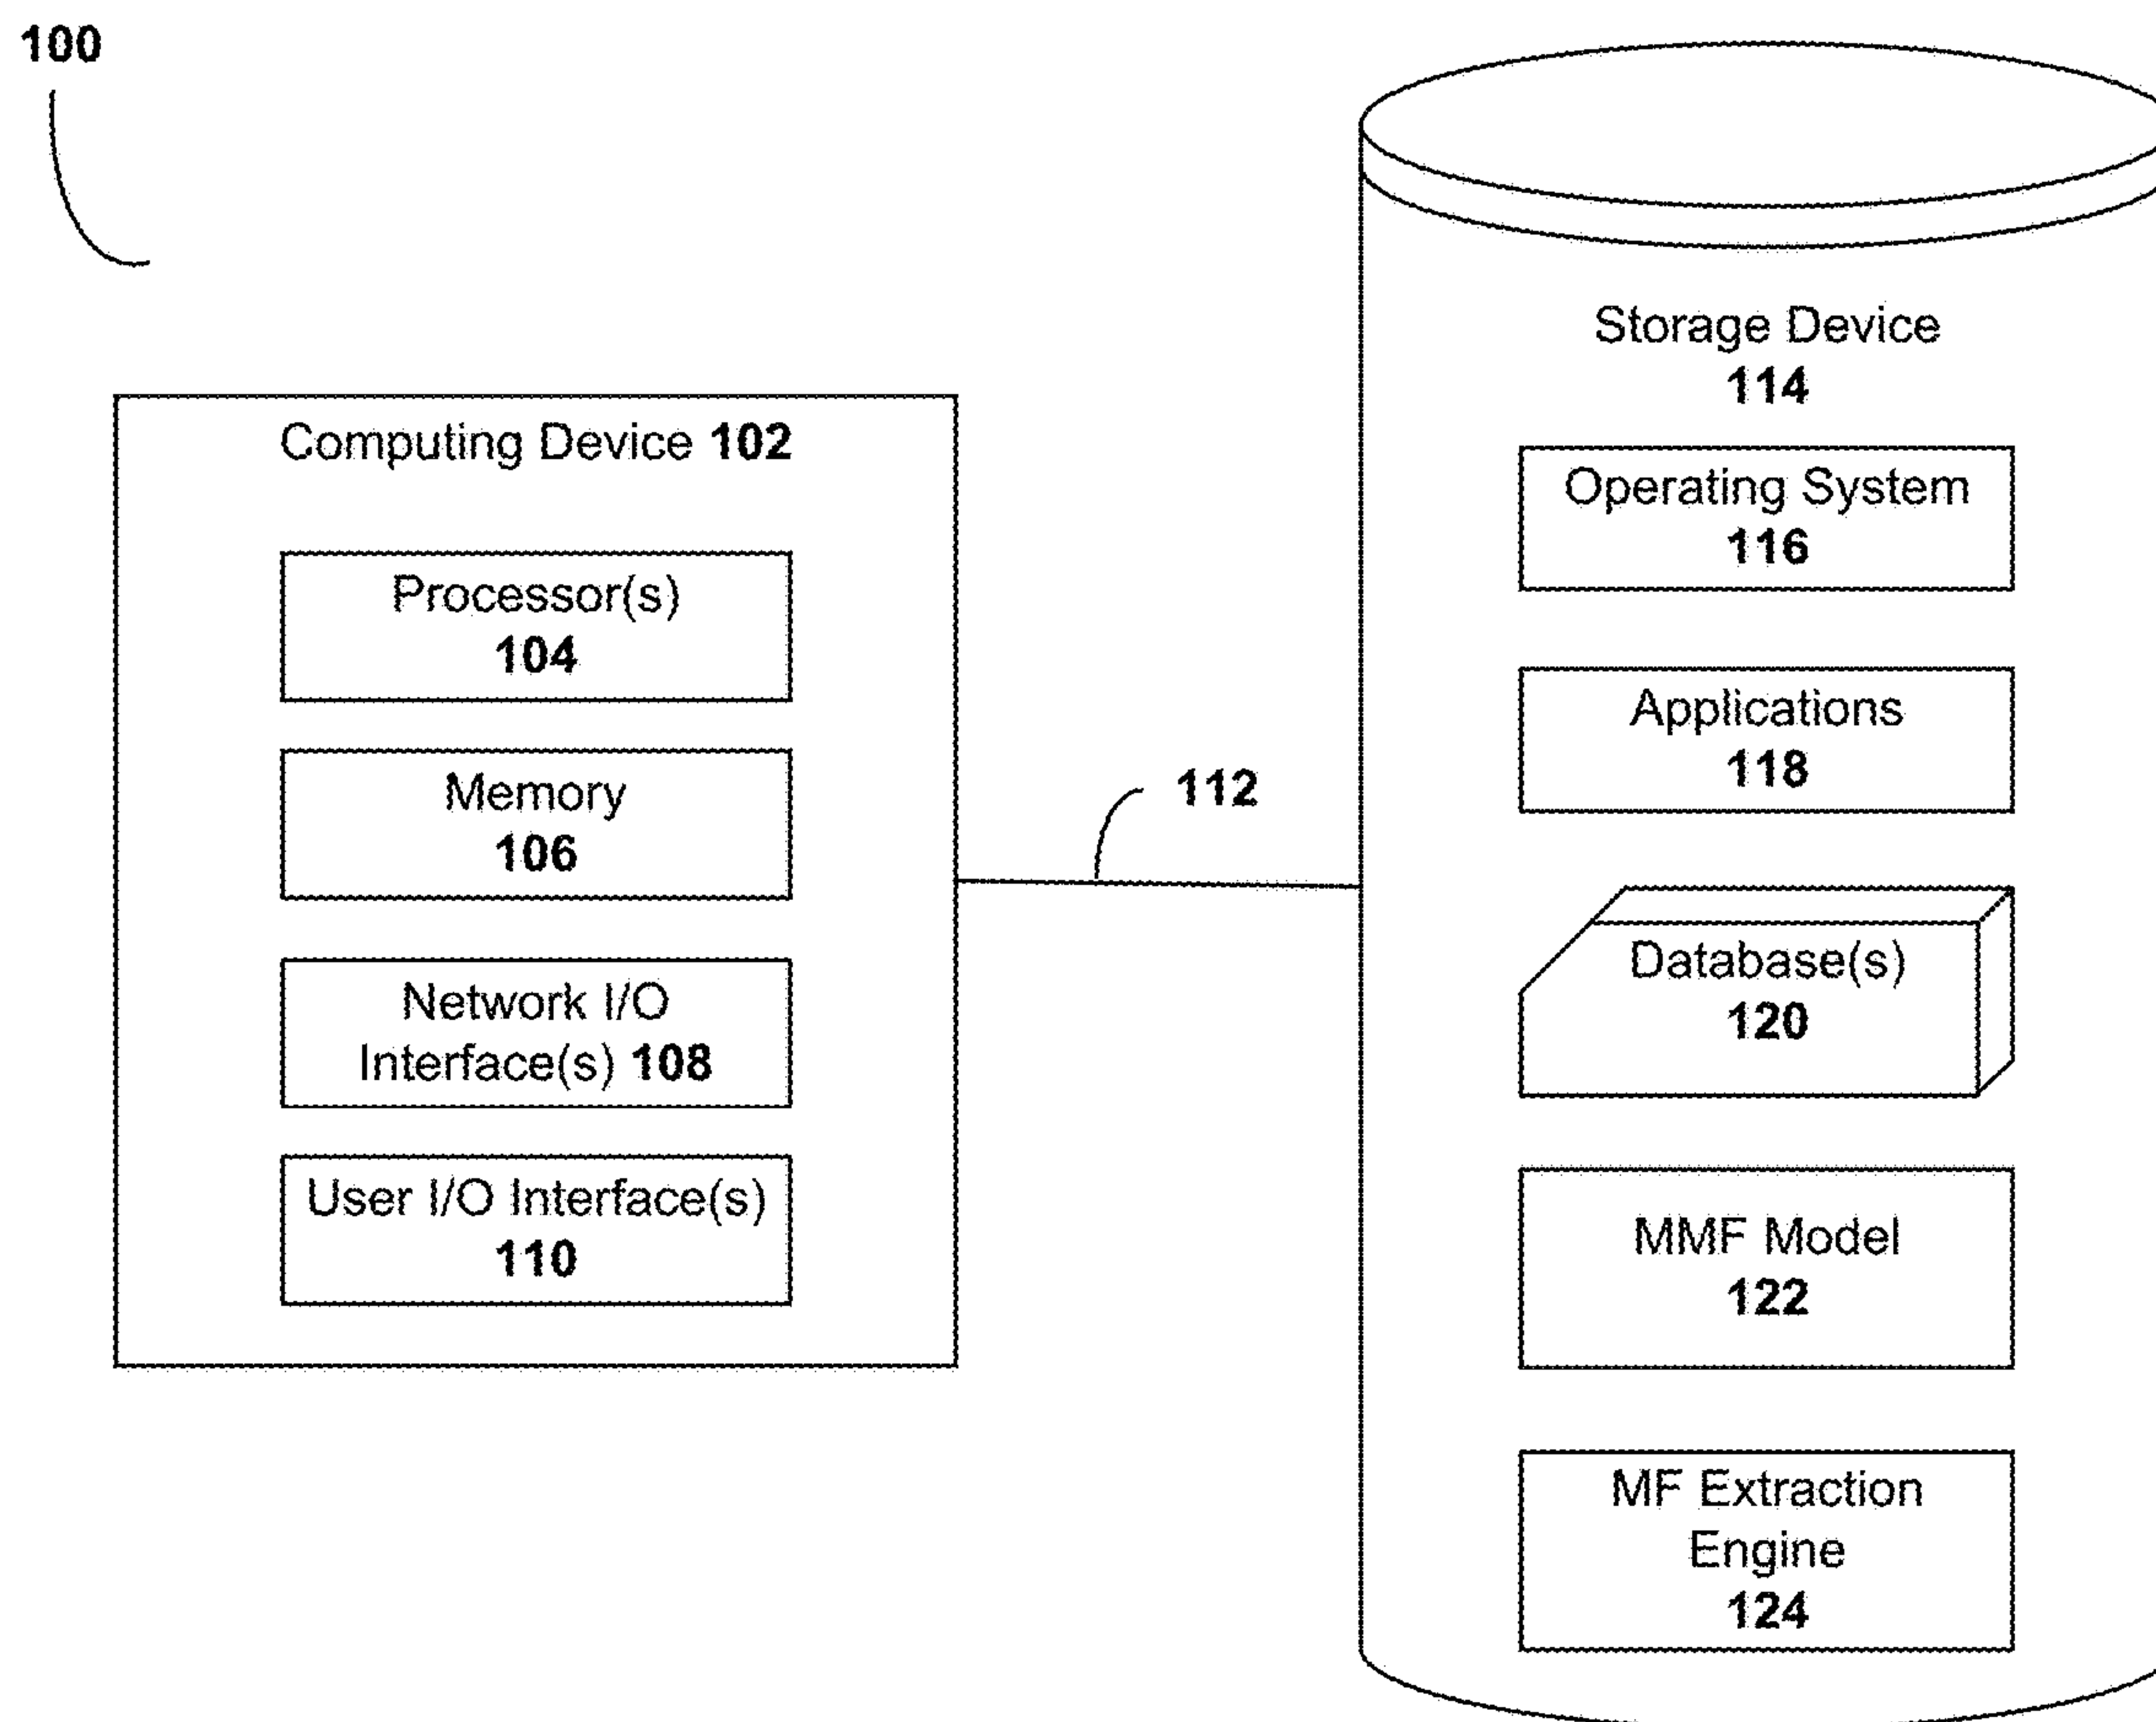 100
Computing Device 102
Processor(s)
104
Memory
106
Network I/O
Interface(s) 108
User I/O Interface(s)
110
112
Storage Device
114
Operating System
116
Applications
118
Database(s)
120
MMF Model
122
MF Extraction
Engine
124